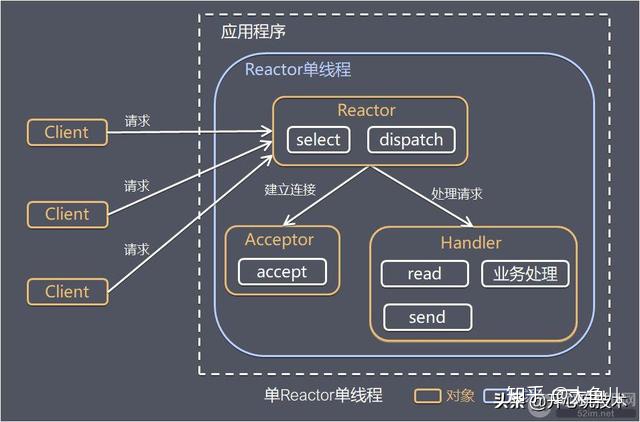 应用程序
Reactor单线程
Reactor
select
dispatch
Client
请求
Client
请求
Client
请求
建立连接
处理请求
Acceptor
accept
Handler
read
业务处理
send
单Reactor单线程
对象
知乎 @大鱼儿
头条 @开心玩技术
52im.net